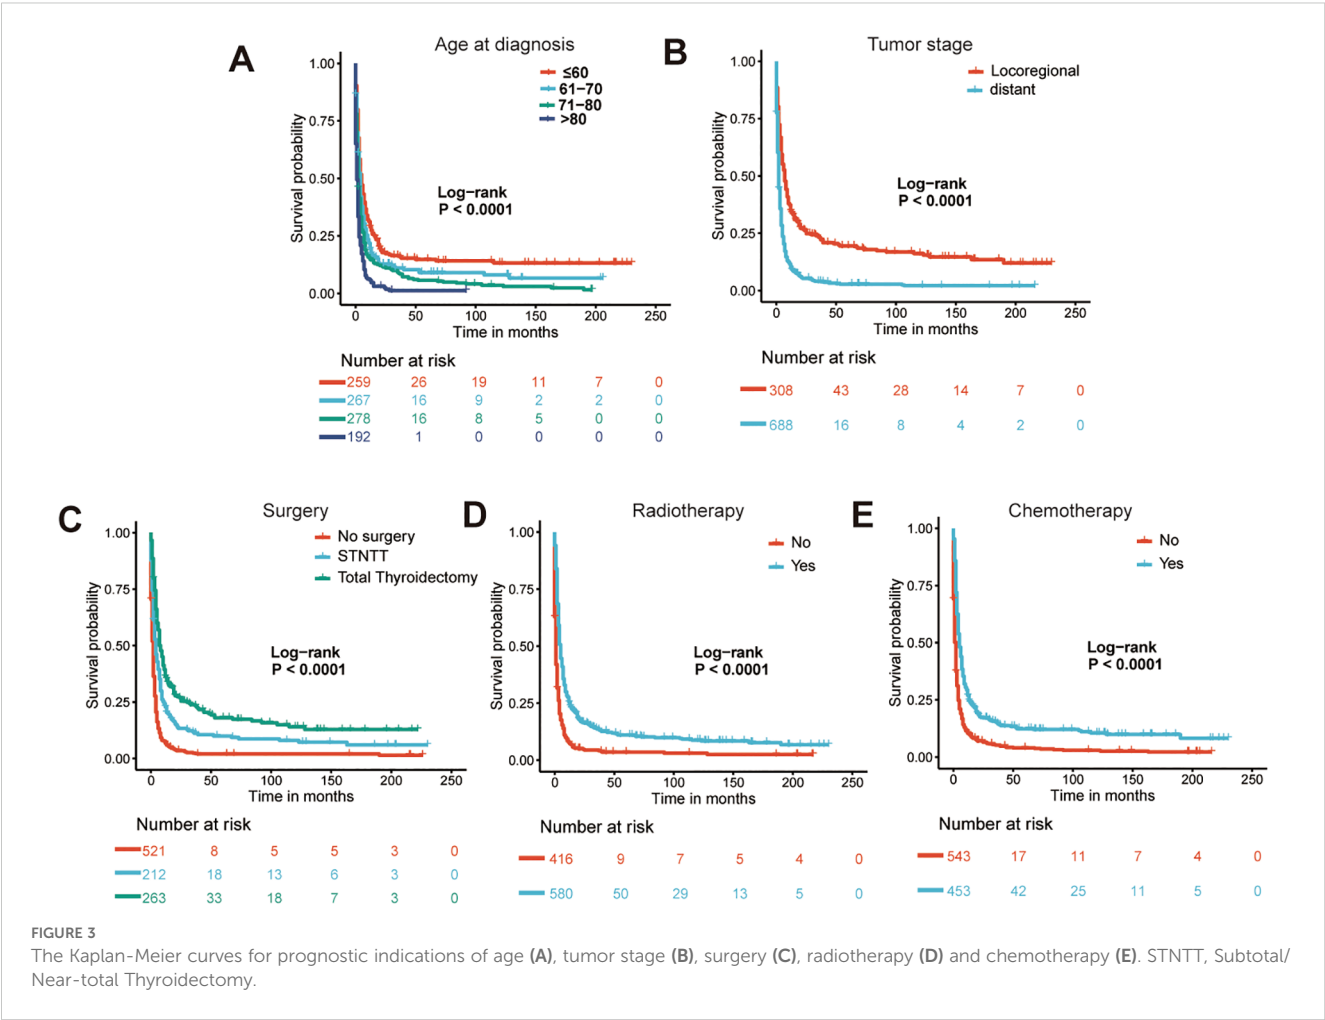 A
Age at diagnosis
≤60
61−70
71−80
>80
Survival probability
1.00
0.75
0.50
0.25
0.00
Log−rank
P < 0.0001
0 50 100 150 200 250
Time in months
Number at risk
259 26 19 11 7 0
267 16 9 2 2 0
278 16 8 5 0 0
192 1 0 0 0 0
B
Tumor stage
Locoregional
distant
Survival probability
1.00
0.75
0.50
0.25
0.00
Log−rank
P < 0.0001
0 50 100 150 200 250
Time in months
Number at risk
308 43 28 14 7 0
688 16 8 4 2 0
C
Surgery
No surgery
STNTT
Total Thyroidectomy
Survival probability
1.00
0.75
0.50
0.25
0.00
Log−rank
P < 0.0001
0 50 100 150 200 250
Time in months
Number at risk
521 8 5 5 3 0
212 18 13 6 3 0
263 33 18 7 3 0
D
Radiotherapy
No
Yes
Survival probability
1.00
0.75
0.50
0.25
0.00
Log−rank
P < 0.0001
0 50 100 150 200 250
Time in months
Number at risk
416 9 7 5 4 0
580 50 29 13 5 0
E
Chemotherapy
No
Yes
Survival probability
1.00
0.75
0.50
0.25
0.00
Log−rank
P < 0.0001
0 50 100 150 200 250
Time in months
Number at risk
543 17 11 7 4 0
453 42 25 11 5 0
FIGURE 3
The Kaplan-Meier curves for prognostic indications of age (A), tumor stage (B), surgery (C), radiotherapy (D) and chemotherapy (E). STNTT, Subtotal/
Near-total Thyroidectomy.